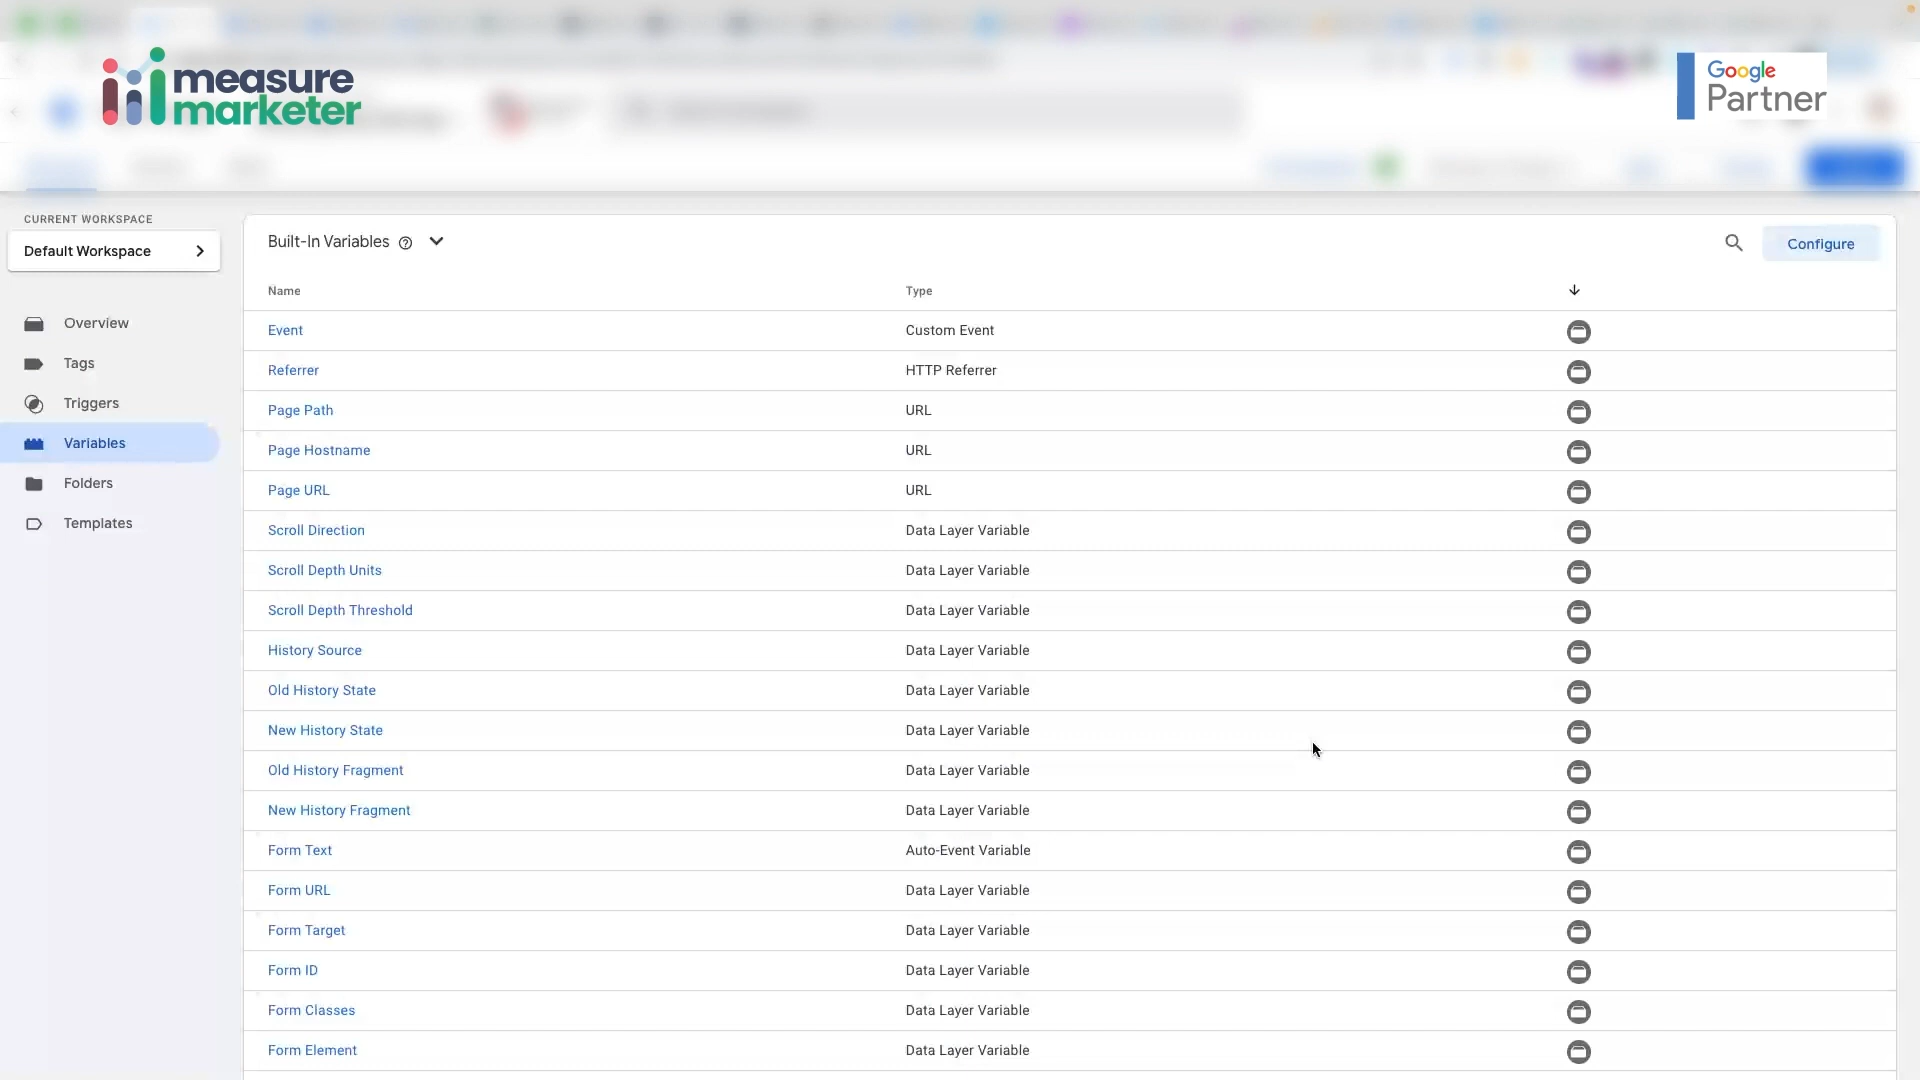 measure
marketer
Google
Partner
CURRENT WORKSPACE
Default Workspace
Overview
Tags
Triggers
Variables
Folders
Templates
Built-In Variables
Configure
Name Type
Event Custom Event
Referrer HTTP Referrer
Page Path URL
Page Hostname URL
Page URL URL
Scroll Direction Data Layer Variable
Scroll Depth Units Data Layer Variable
Scroll Depth Threshold Data Layer Variable
History Source Data Layer Variable
Old History State Data Layer Variable
New History State Data Layer Variable
Old History Fragment Data Layer Variable
New History Fragment Data Layer Variable
Form Text Auto-Event Variable
Form URL Data Layer Variable
Form Target Data Layer Variable
Form ID Data Layer Variable
Form Classes Data Layer Variable
Form Element Data Layer Variable